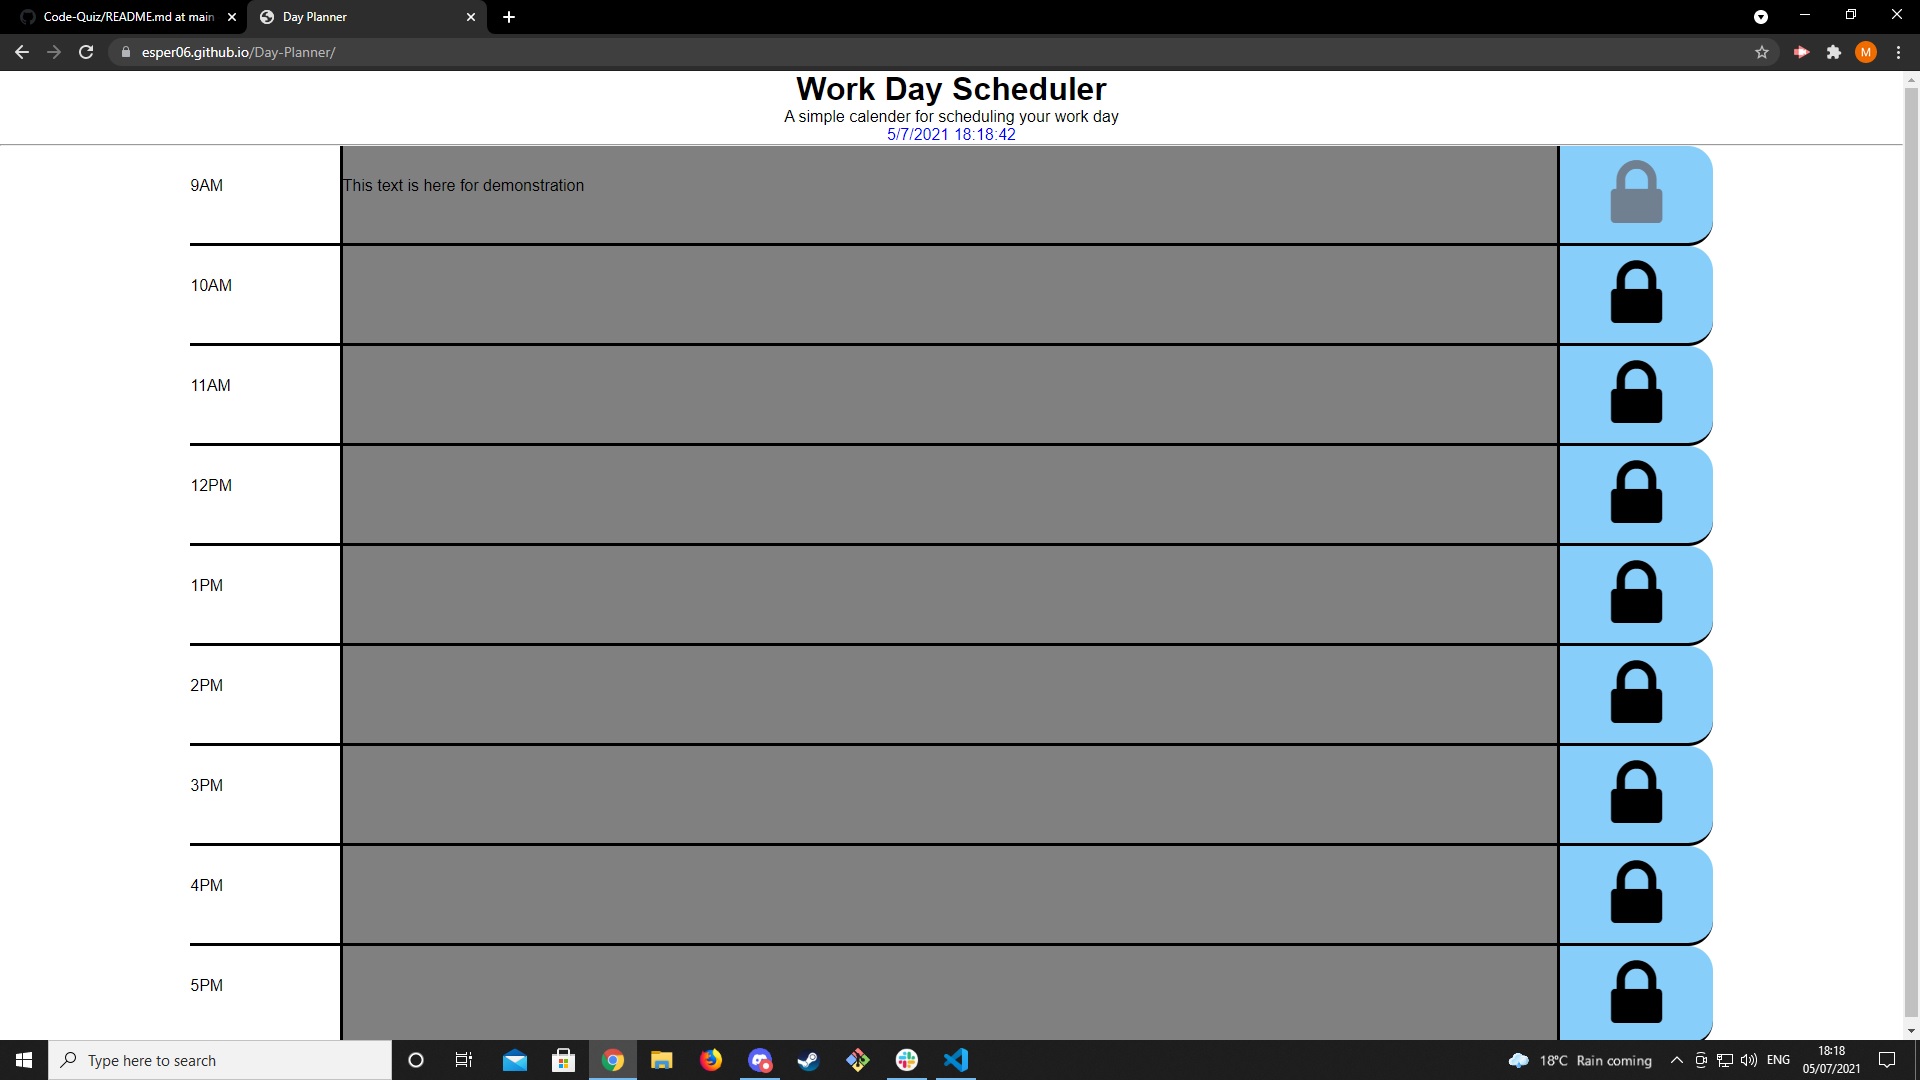 Code-Quiz/README.md at main
Day Planner
esper06.github.io/Day-Planner/
M
Work Day Scheduler
A simple calender for scheduling your work day
5/7/2021 18:18:42
9AM
This text is here for demonstration
10AM
11AM
12PM
1PM
2PM
3PM
4PM
5PM
Type here to search
18°C Rain coming
ENG
18:18
05/07/2021